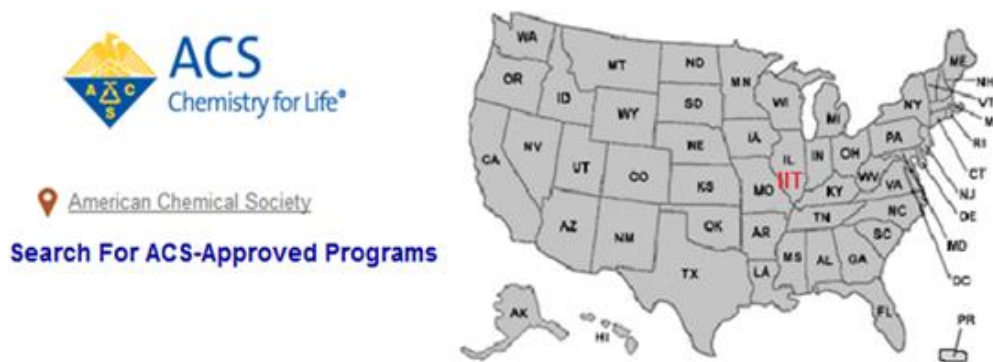 ACS
Chemistry for Life®
A C S
American Chemical Society
Search For ACS-Approved Programs
WA
MT
ND
MN
ME
OR
ID
SD
WI
MI
NY
NH
VT
WY
IA
PA
RI
NV
NE
IL
IN
OH
CT
CA
UT
CO
KS
MO
IIT
KY
WV
VA
NJ
DE
AZ
NM
OK
AR
TN
NC
SC
MD
TX
LA
MS
AL
GA
DC
FL
AK
HI
PR